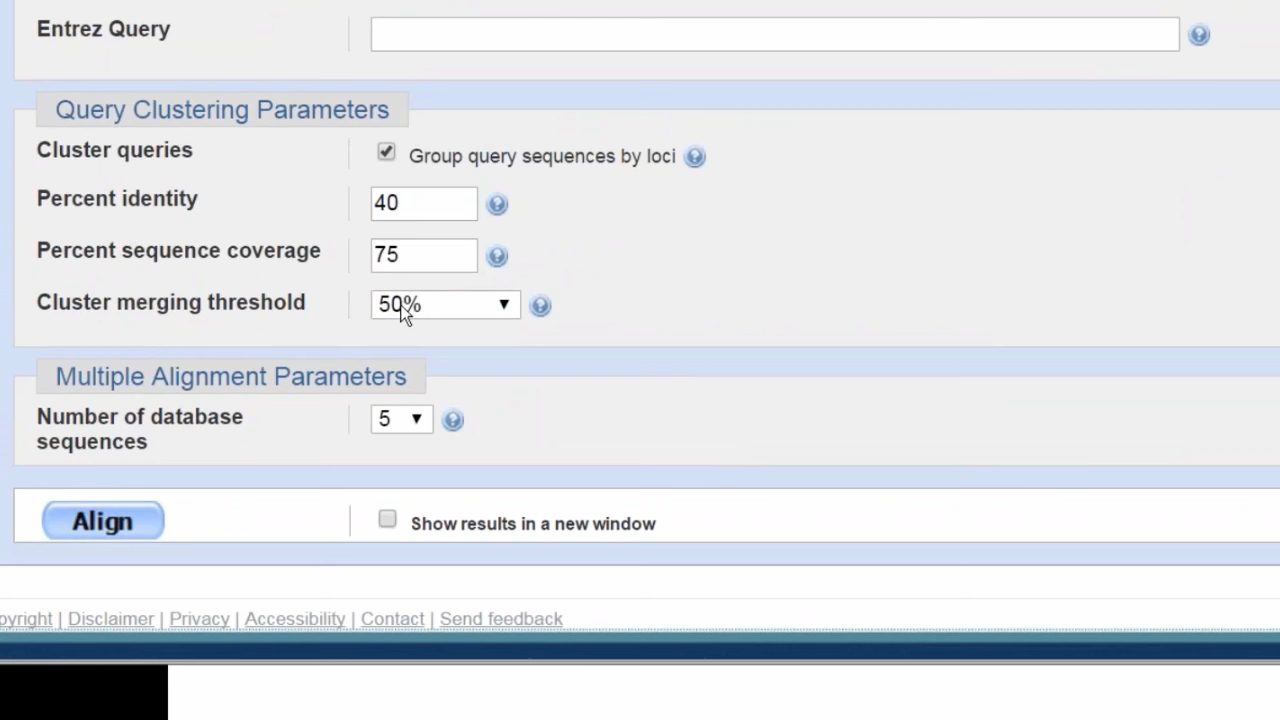 Entrez Query
Query Clustering Parameters
Cluster queries
Group query sequences by loci
Percent identity
40
Percent sequence coverage
75
Cluster merging threshold
50%
Multiple Alignment Parameters
Number of database
sequences
5
Align
Show results in a new window
pyright | Disclaimer | Privacy | Accessibility | Contact | Send feedback